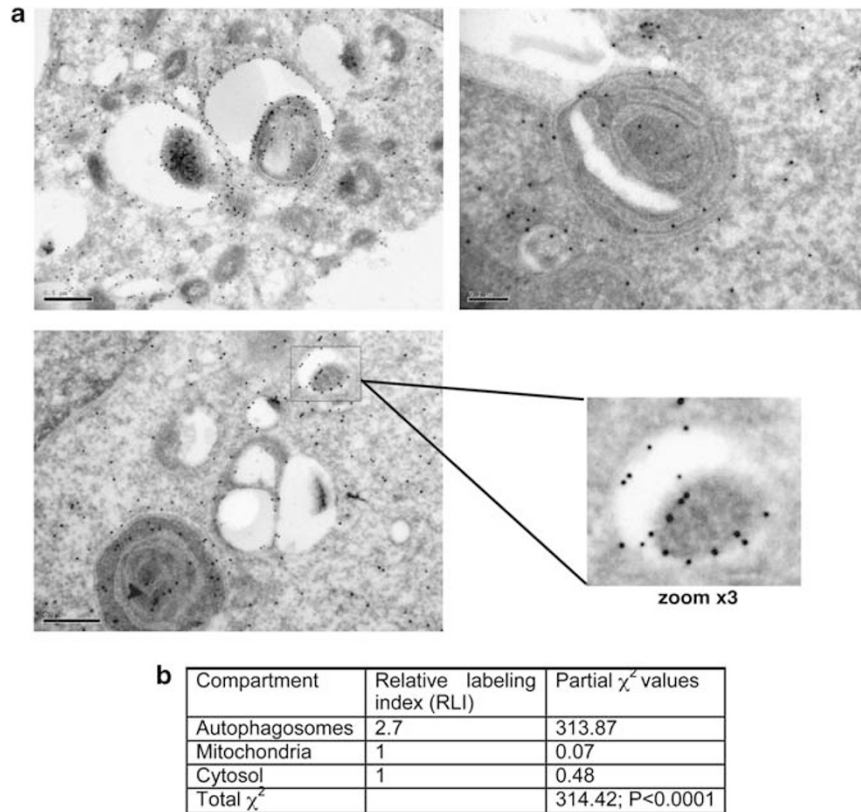 a
zoom x3
b
Compartment
Relative labeling
index (RLI)
Partial χ² values
Autophagosomes
2.7
313.87
Mitochondria
1
0.07
Cytosol
1
0.48
Total χ²
314.42; P<0.0001